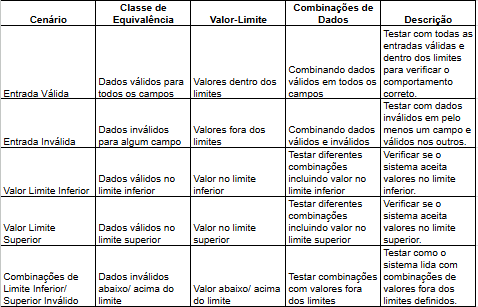 Cenário
Classe de
Equivalência
Valor-Limite
Combinações de
Dados
Descrição
Entrada Válida
Dados válidos para
todos os campos
Valores dentro dos
limites
Combinando dados
válidos em todos os
campos
Testar com todas as
entradas válidas e
dentro dos limites
para verificar o
comportamento
correto.
Entrada Inválida
Dados inválidos
para algum campo
Valores fora dos
limites
Combinando dados
válidos e inválidos
Testar com dados
inválidos em pelo
menos um campo e
válidos nos outros.
Valor Limite Inferior
Dados válidos no
limite inferior
Valor no limite
inferior
Testar diferentes
combinações
incluindo valor no
limite inferior
Verificar se o
sistema aceita
valores no limite
inferior.
Valor Limite
Superior
Dados válidos no
limite superior
Valor no limite
superior
Testar diferentes
combinações
incluindo valor no
limite superior
Verificar se o
sistema aceita
valores no limite
superior.
Combinações de
Limite Inferior/
Superior Inválido
Dados inválidos
abaixo/ acima do
limite
Valor abaixo/ acima
do limite
Testar combinações
com valores fora
dos limites
Testar como o
sistema lida com
combinações de
valores fora dos
limites definidos.